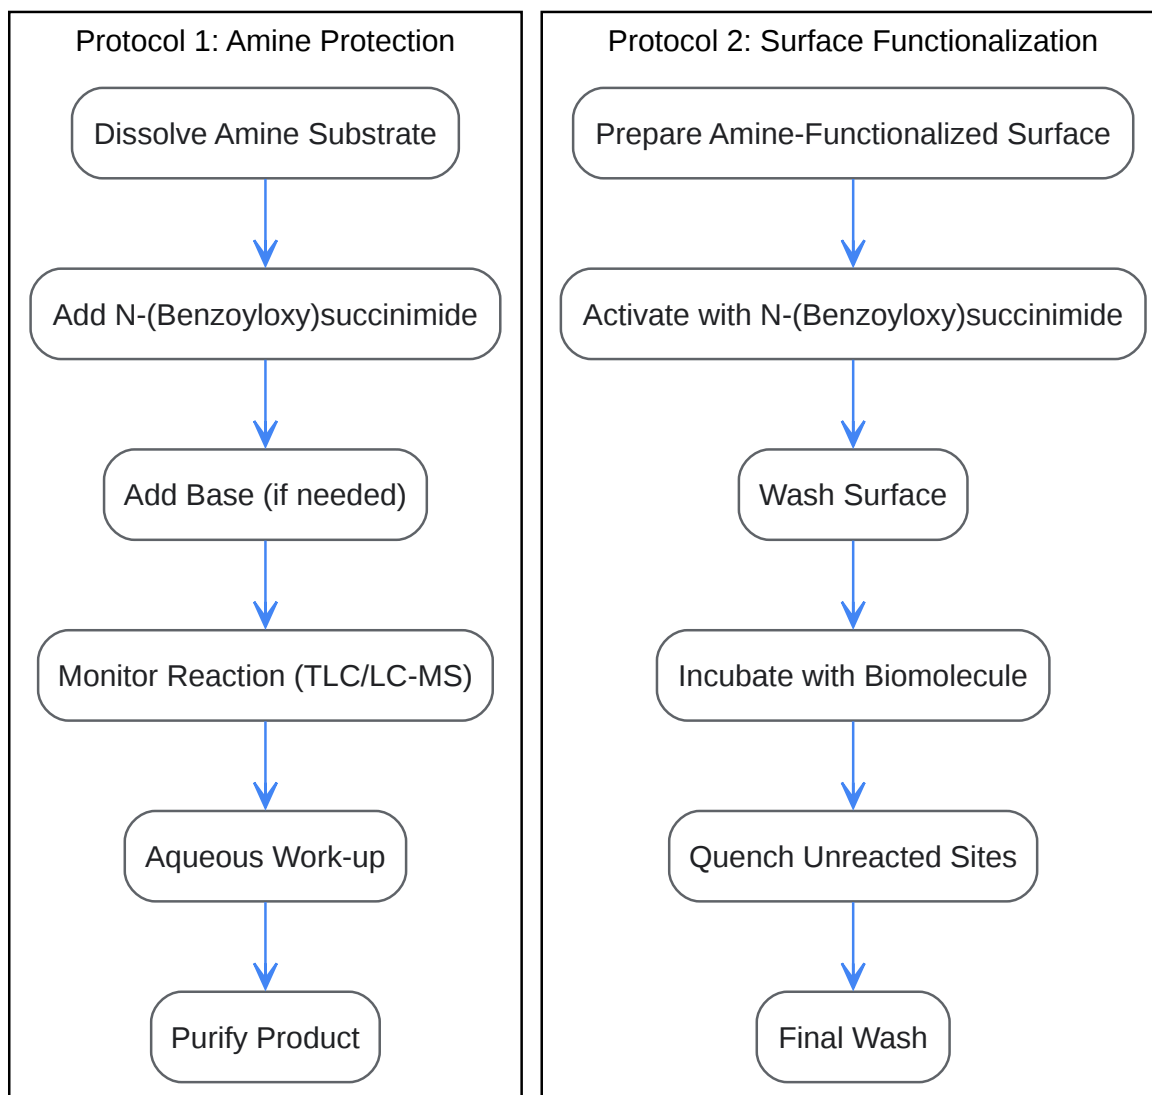 Protocol 1: Amine Protection
Dissolve Amine Substrate
Add N-(Benzoyloxy)succinimide
Add Base (if needed)
Monitor Reaction (TLC/LC-MS)
Aqueous Work-up
Purify Product
Protocol 2: Surface Functionalization
Prepare Amine-Functionalized Surface
Activate with N-(Benzoyloxy)succinimide
Wash Surface
Incubate with Biomolecule
Quench Unreacted Sites
Final Wash